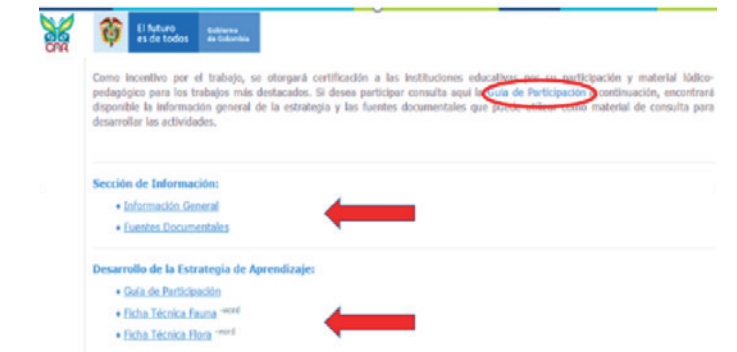 CAR
El futuro
es de todos
Gobierno
de Colombia
Como incentivo por el trabajo, se otorgará certificación a las instituciones educativas por su participación y material lúdico-
pedagógico para los trabajos más destacados. Si desea participar consulta aquí la Guía de Participación a continuación, encontrará
disponible la información general de la estrategia y las fuentes documentales que puede utilizar como material de consulta para
desarrollar las actividades.
Sección de Información:
• Información General
• Fuentes Documentales
Desarrollo de la Estrategia de Aprendizaje:
• Guía de Participación
• Ficha Técnica Fauna -word
• Ficha Técnica Flora -word